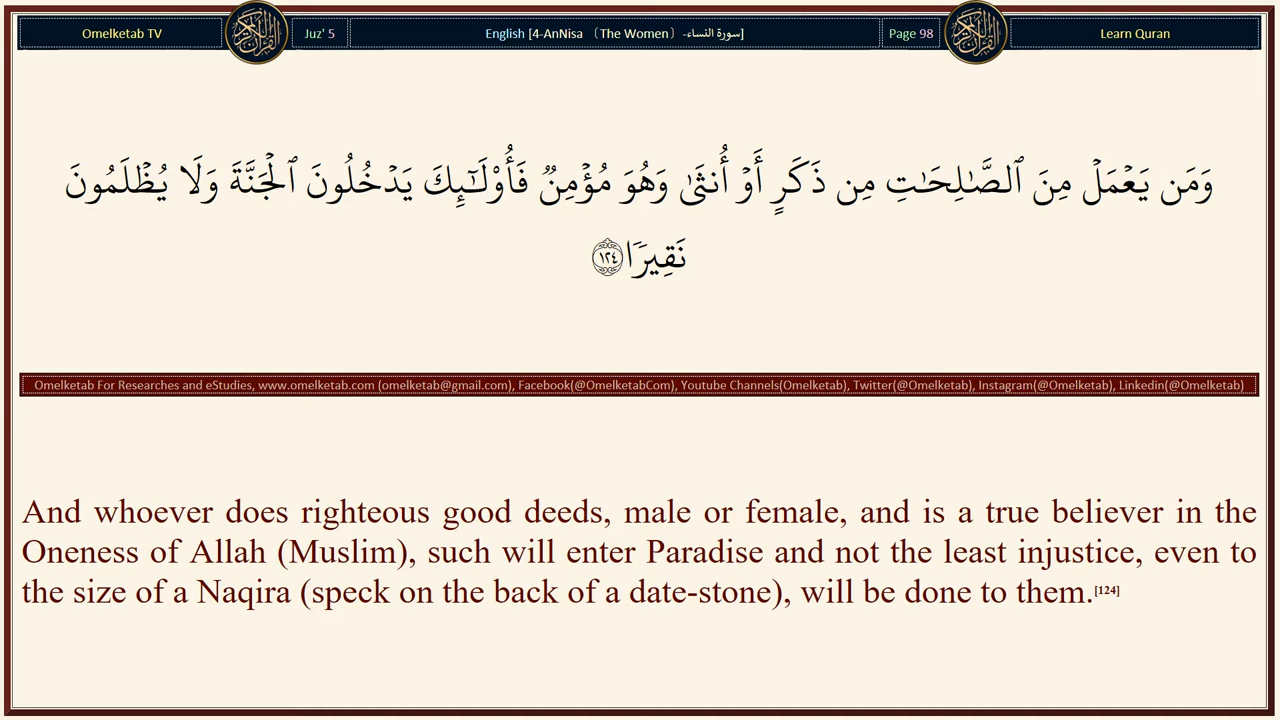 Omelketab TV
Juz' 5
English [4-AnNisa 〔The Women〕-سورة النساء]
Page 98
Learn Quran
وَمَن يَعۡمَلۡ مِنَ ٱلصَّـٰلِحَـٰتِ مِن ذَكَرٍ أَوۡ أُنثَىٰ وَهُوَ مُؤۡمِنٌ فَأُو۟لَـٰٓئِكَ يَدۡخُلُونَ ٱلۡجَنَّةَ وَلَا يُظۡلَمُونَ
نَقِيرࣰا ١٢٤
Omelketab For Researches and eStudies, www.omelketab.com (omelketab@gmail.com), Facebook(@OmelketabCom), Youtube Channels(Omelketab), Twitter(@Omelketab), Instagram(@Omelketab), Linkedin(@Omelketab)
And whoever does righteous good deeds, male or female, and is a true believer in the
Oneness of Allah (Muslim), such will enter Paradise and not the least injustice, even to
the size of a Naqira (speck on the back of a date-stone), will be done to them.[124]